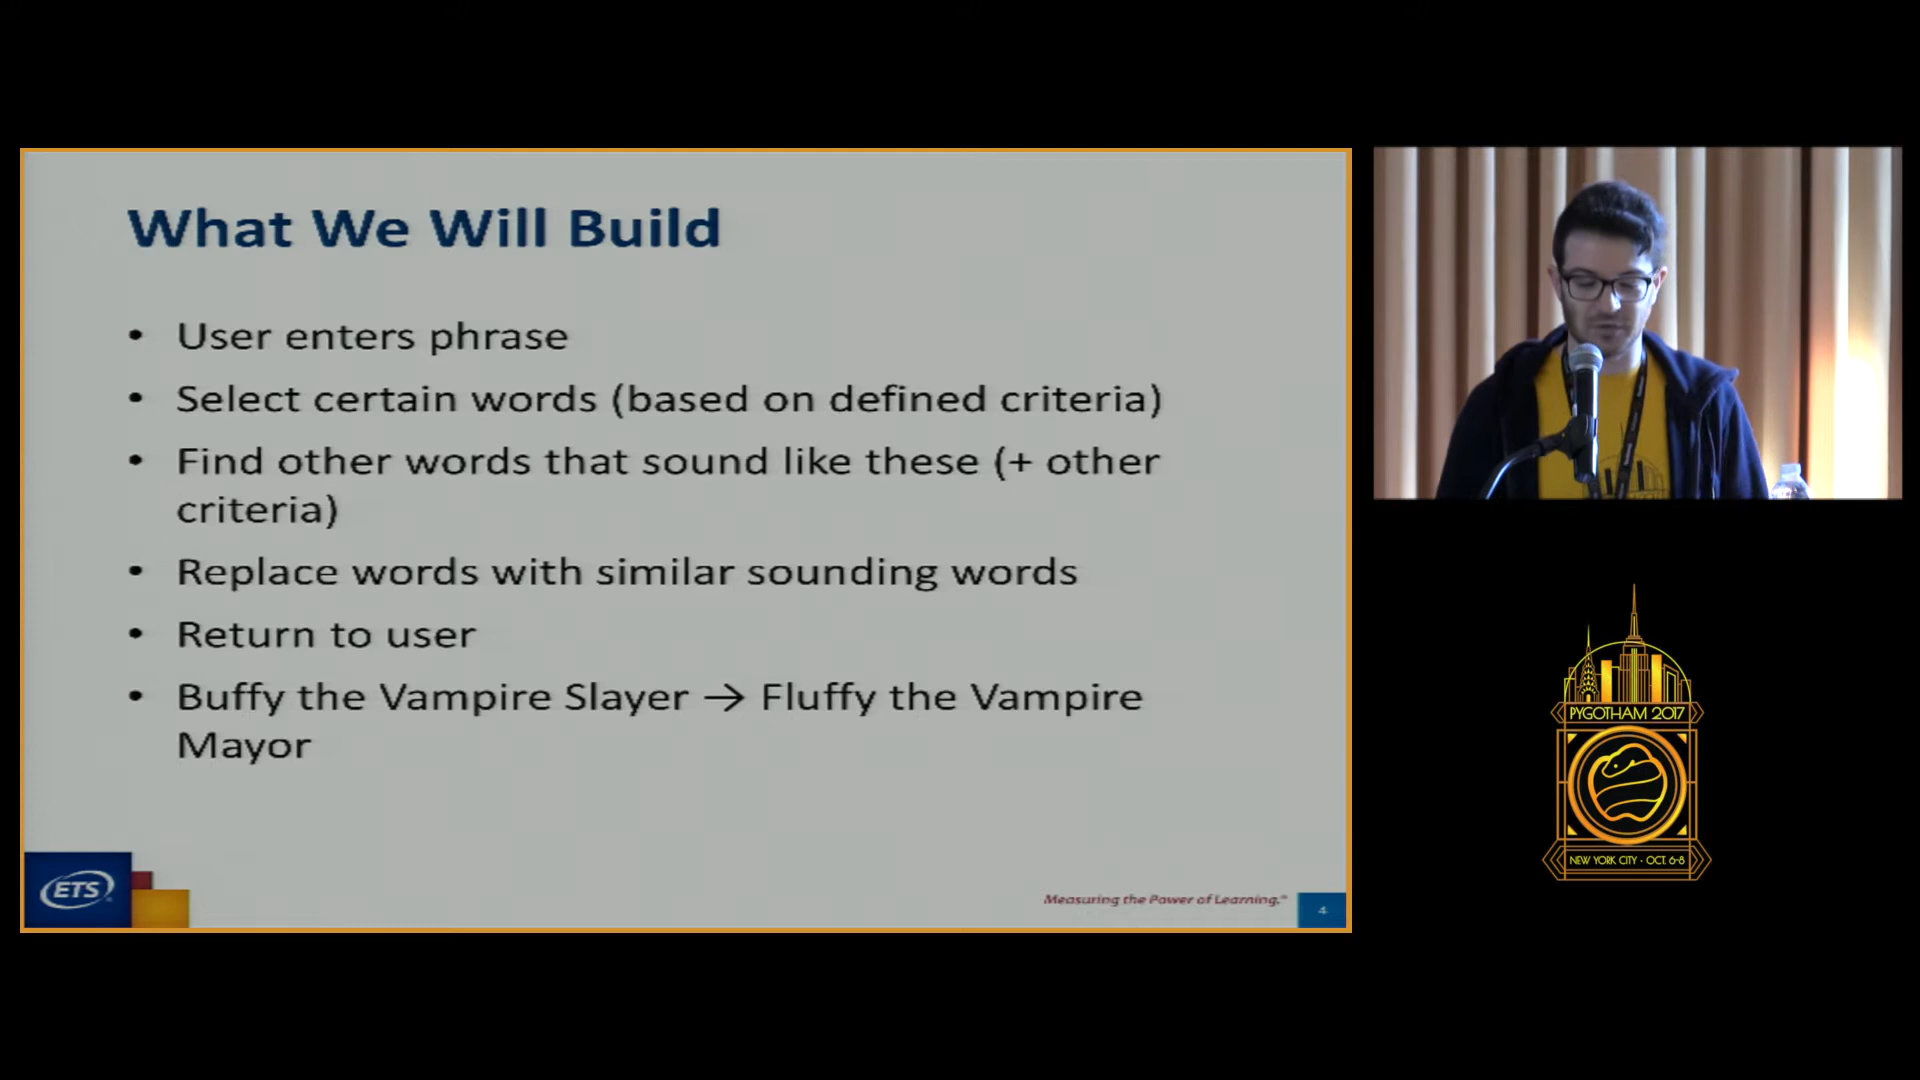 What We Will Build
• User enters phrase
• Select certain words (based on defined criteria)
• Find other words that sound like these (+ other
criteria)
• Replace words with similar sounding words
• Return to user
• Buffy the Vampire Slayer → Fluffy the Vampire
Mayor
ETS
Measuring the Power of Learning.
4
PYGOTHAM 2017
NEW YORK CITY · OCT. 6-8